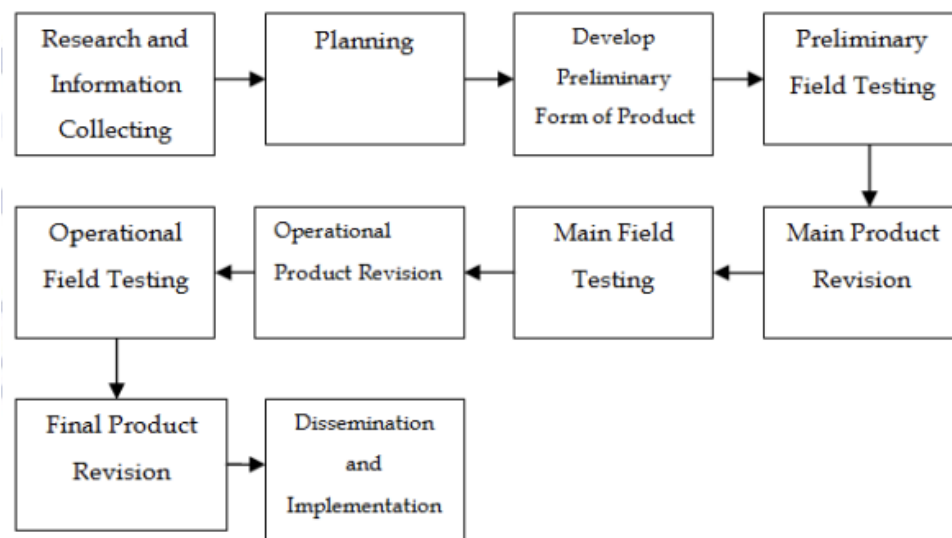 Research and
Information
Collecting
Planning
Develop
Preliminary
Form of Product
Preliminary
Field Testing
Operational
Field Testing
Operational
Product Revision
Main Field
Testing
Main Product
Revision
Final Product
Revision
Dissemination
and
Implementation